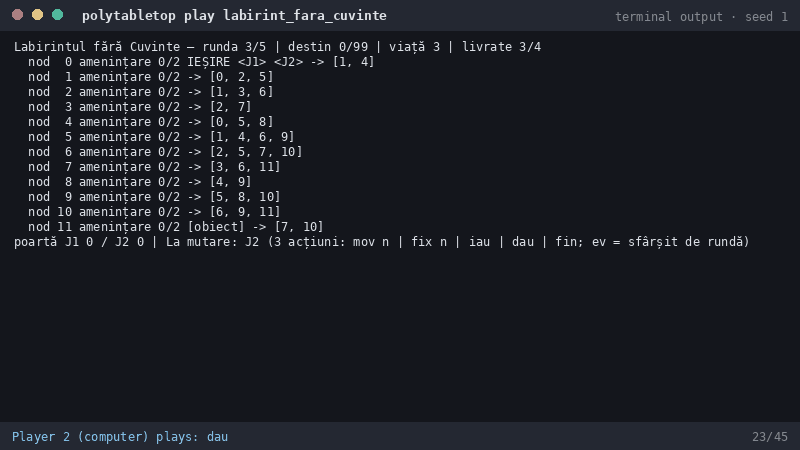 polytabletop play labirint_fara_cuvinte
terminal output · seed 1
Labirintul fără Cuvinte — runda 3/5 | destin 0/99 | viață 3 | livrate 3/4
nod  0 amenințare 0/2 IEȘIRE <J1> <J2> -> [1, 4]
nod  1 amenințare 0/2 -> [0, 2, 5]
nod  2 amenințare 0/2 -> [1, 3, 6]
nod  3 amenințare 0/2 -> [2, 7]
nod  4 amenințare 0/2 -> [0, 5, 8]
nod  5 amenințare 0/2 -> [1, 4, 6, 9]
nod  6 amenințare 0/2 -> [2, 5, 7, 10]
nod  7 amenințare 0/2 -> [3, 6, 11]
nod  8 amenințare 0/2 -> [4, 9]
nod  9 amenințare 0/2 -> [5, 8, 10]
nod 10 amenințare 0/2 -> [6, 9, 11]
nod 11 amenințare 0/2 [obiect] -> [7, 10]
poartă J1 0 / J2 0 | La mutare: J2 (3 acțiuni: mov n | fix n | iau | dau | fin; ev = sfârșit de rundă)
Player 2 (computer) plays: dau
23/45